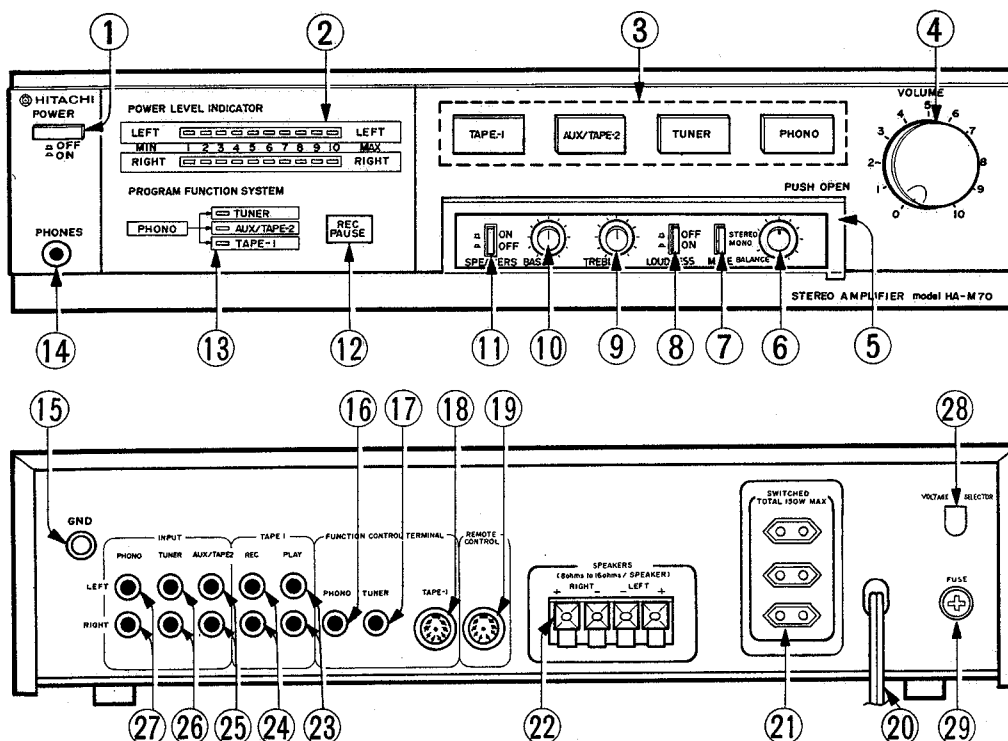 1 2 3 4
HITACHI
POWER
OFF
ON
PHONES
POWER LEVEL INDICATOR
LEFT LEFT
MIN 1 2 3 4 5 6 7 8 9 10 MAX
RIGHT RIGHT
PROGRAM FUNCTION SYSTEM
PHONO
TUNER
AUX/TAPE-2
TAPE-1
REC
PAUSE
TAPE-1 AUX/TAPE-2 TUNER PHONO
VOLUME
0 1 2 3 4 5 6 7 8 9 10
PUSH OPEN
ON
OFF
OFF
ON
STEREO
MONO
BALANCE
STEREO AMPLIFIER model HA-M70
14 13 12 11 10 9 8 7 6 5
15 16 17 18 19 28
GND
INPUT
PHONO TUNER AUX/TAPE2
TAPE 1
REC PLAY
LEFT
RIGHT
FUNCTION CONTROL TERMINAL
PHONO TUNER TAPE-1
REMOTE
CONTROL
SPEAKERS
(8ohms to 16ohms / SPEAKER)
RIGHT LEFT
+ - - +
SWITCHED
TOTAL 150W MAX
VOLTAGE SELECTOR
FUSE
27 26 25 24 23 22 21 20 29